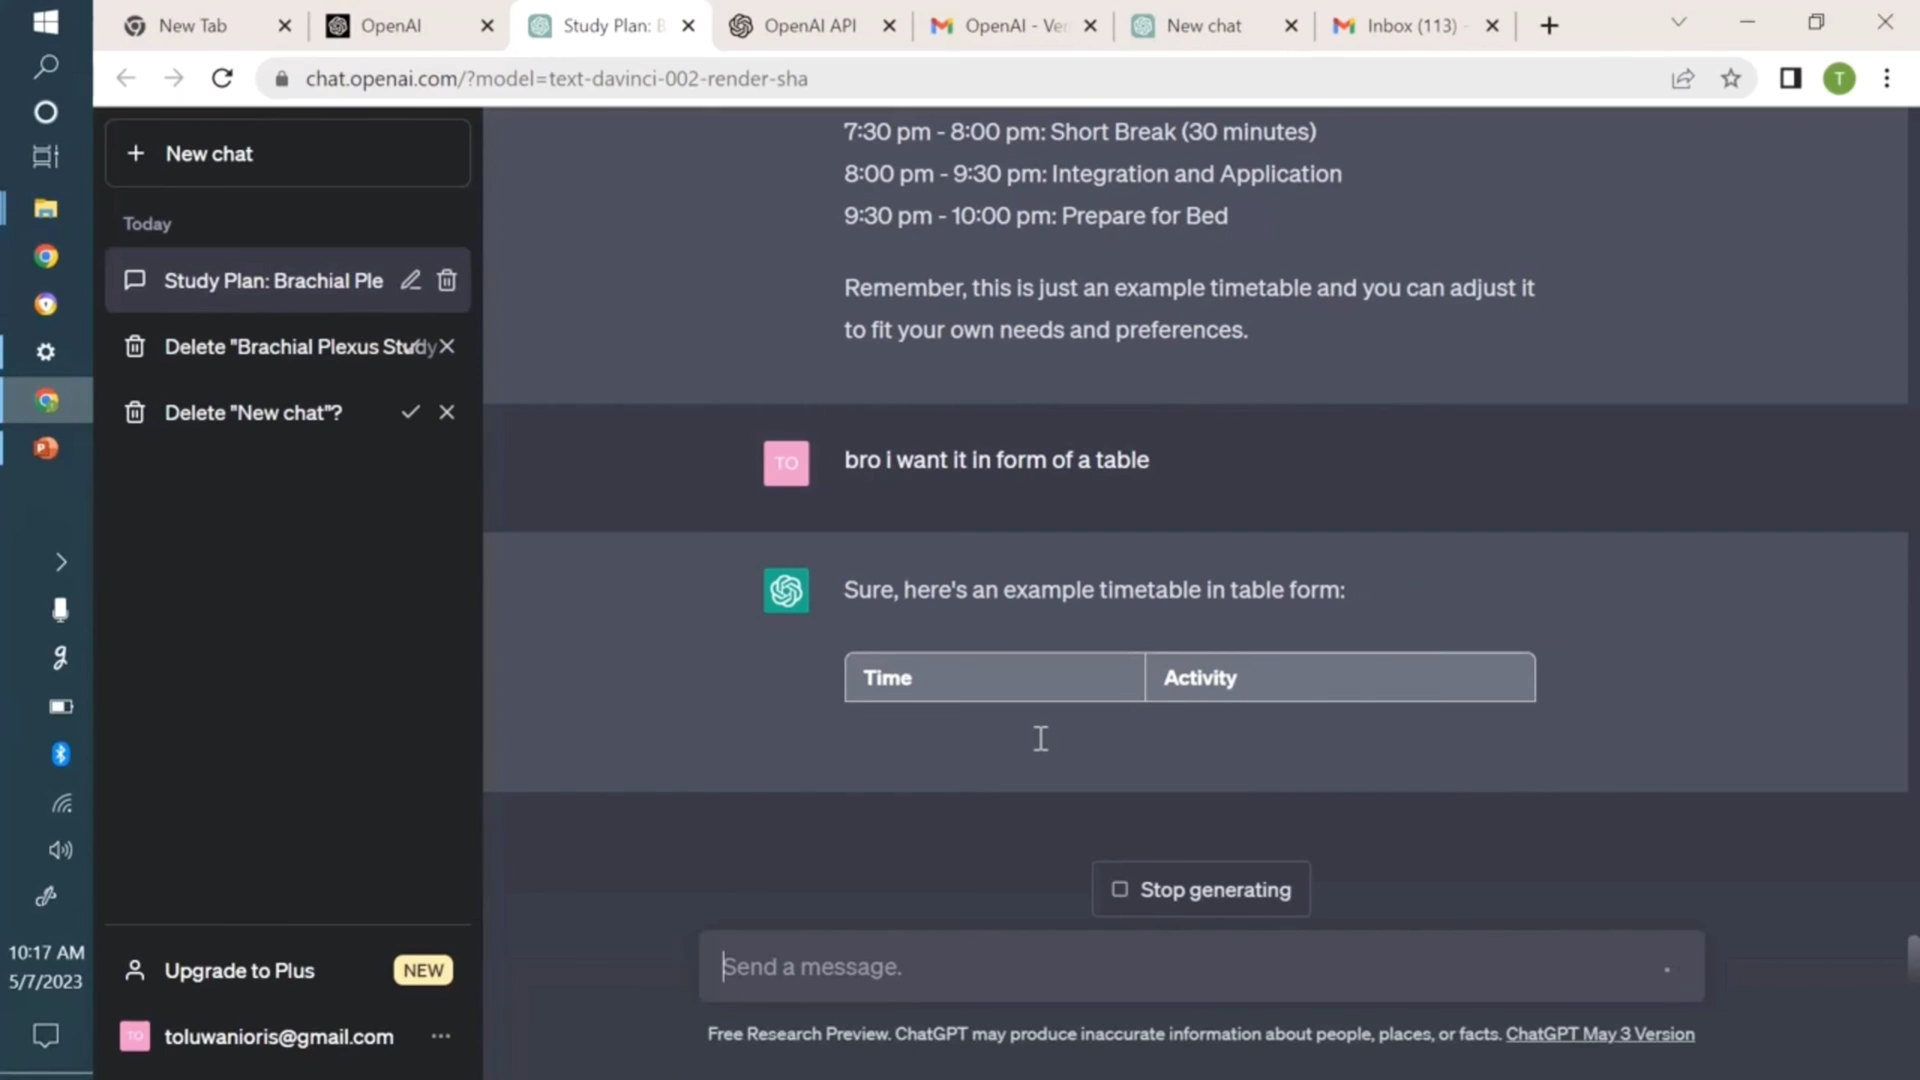 New Tab
OpenAI
Study Plan: B
OpenAI API
OpenAI - Ver
New chat
Inbox (113) -
chat.openai.com/?model=text-davinci-002-render-sha
T
New chat
Today
Study Plan: Brachial Ple
Delete "Brachial Plexus Study
Delete "New chat"?
7:30 pm - 8:00 pm: Short Break (30 minutes)
8:00 pm - 9:30 pm: Integration and Application
9:30 pm - 10:00 pm: Prepare for Bed
Remember, this is just an example timetable and you can adjust it
to fit your own needs and preferences.
TO
bro i want it in form of a table
Sure, here's an example timetable in table form:
Time
Activity
Stop generating
Send a message.
Free Research Preview. ChatGPT may produce inaccurate information about people, places, or facts. ChatGPT May 3 Version
Upgrade to Plus
NEW
TO
toluwanioris@gmail.com
10:17 AM
5/7/2023